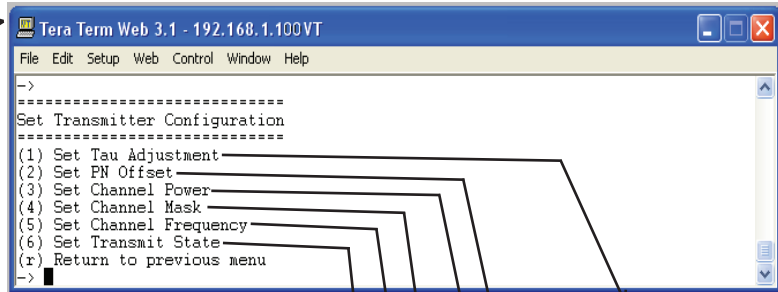 Tera Term Web 3.1 - 192.168.1.100 VT
File Edit Setup Web Control Window Help
->
==============================
Set Transmitter Configuration
==============================
(1) Set Tau Adjustment
(2) Set PN Offset
(3) Set Channel Power
(4) Set Channel Mask
(5) Set Channel Frequency
(6) Set Transmit State
(r) Return to previous menu
->